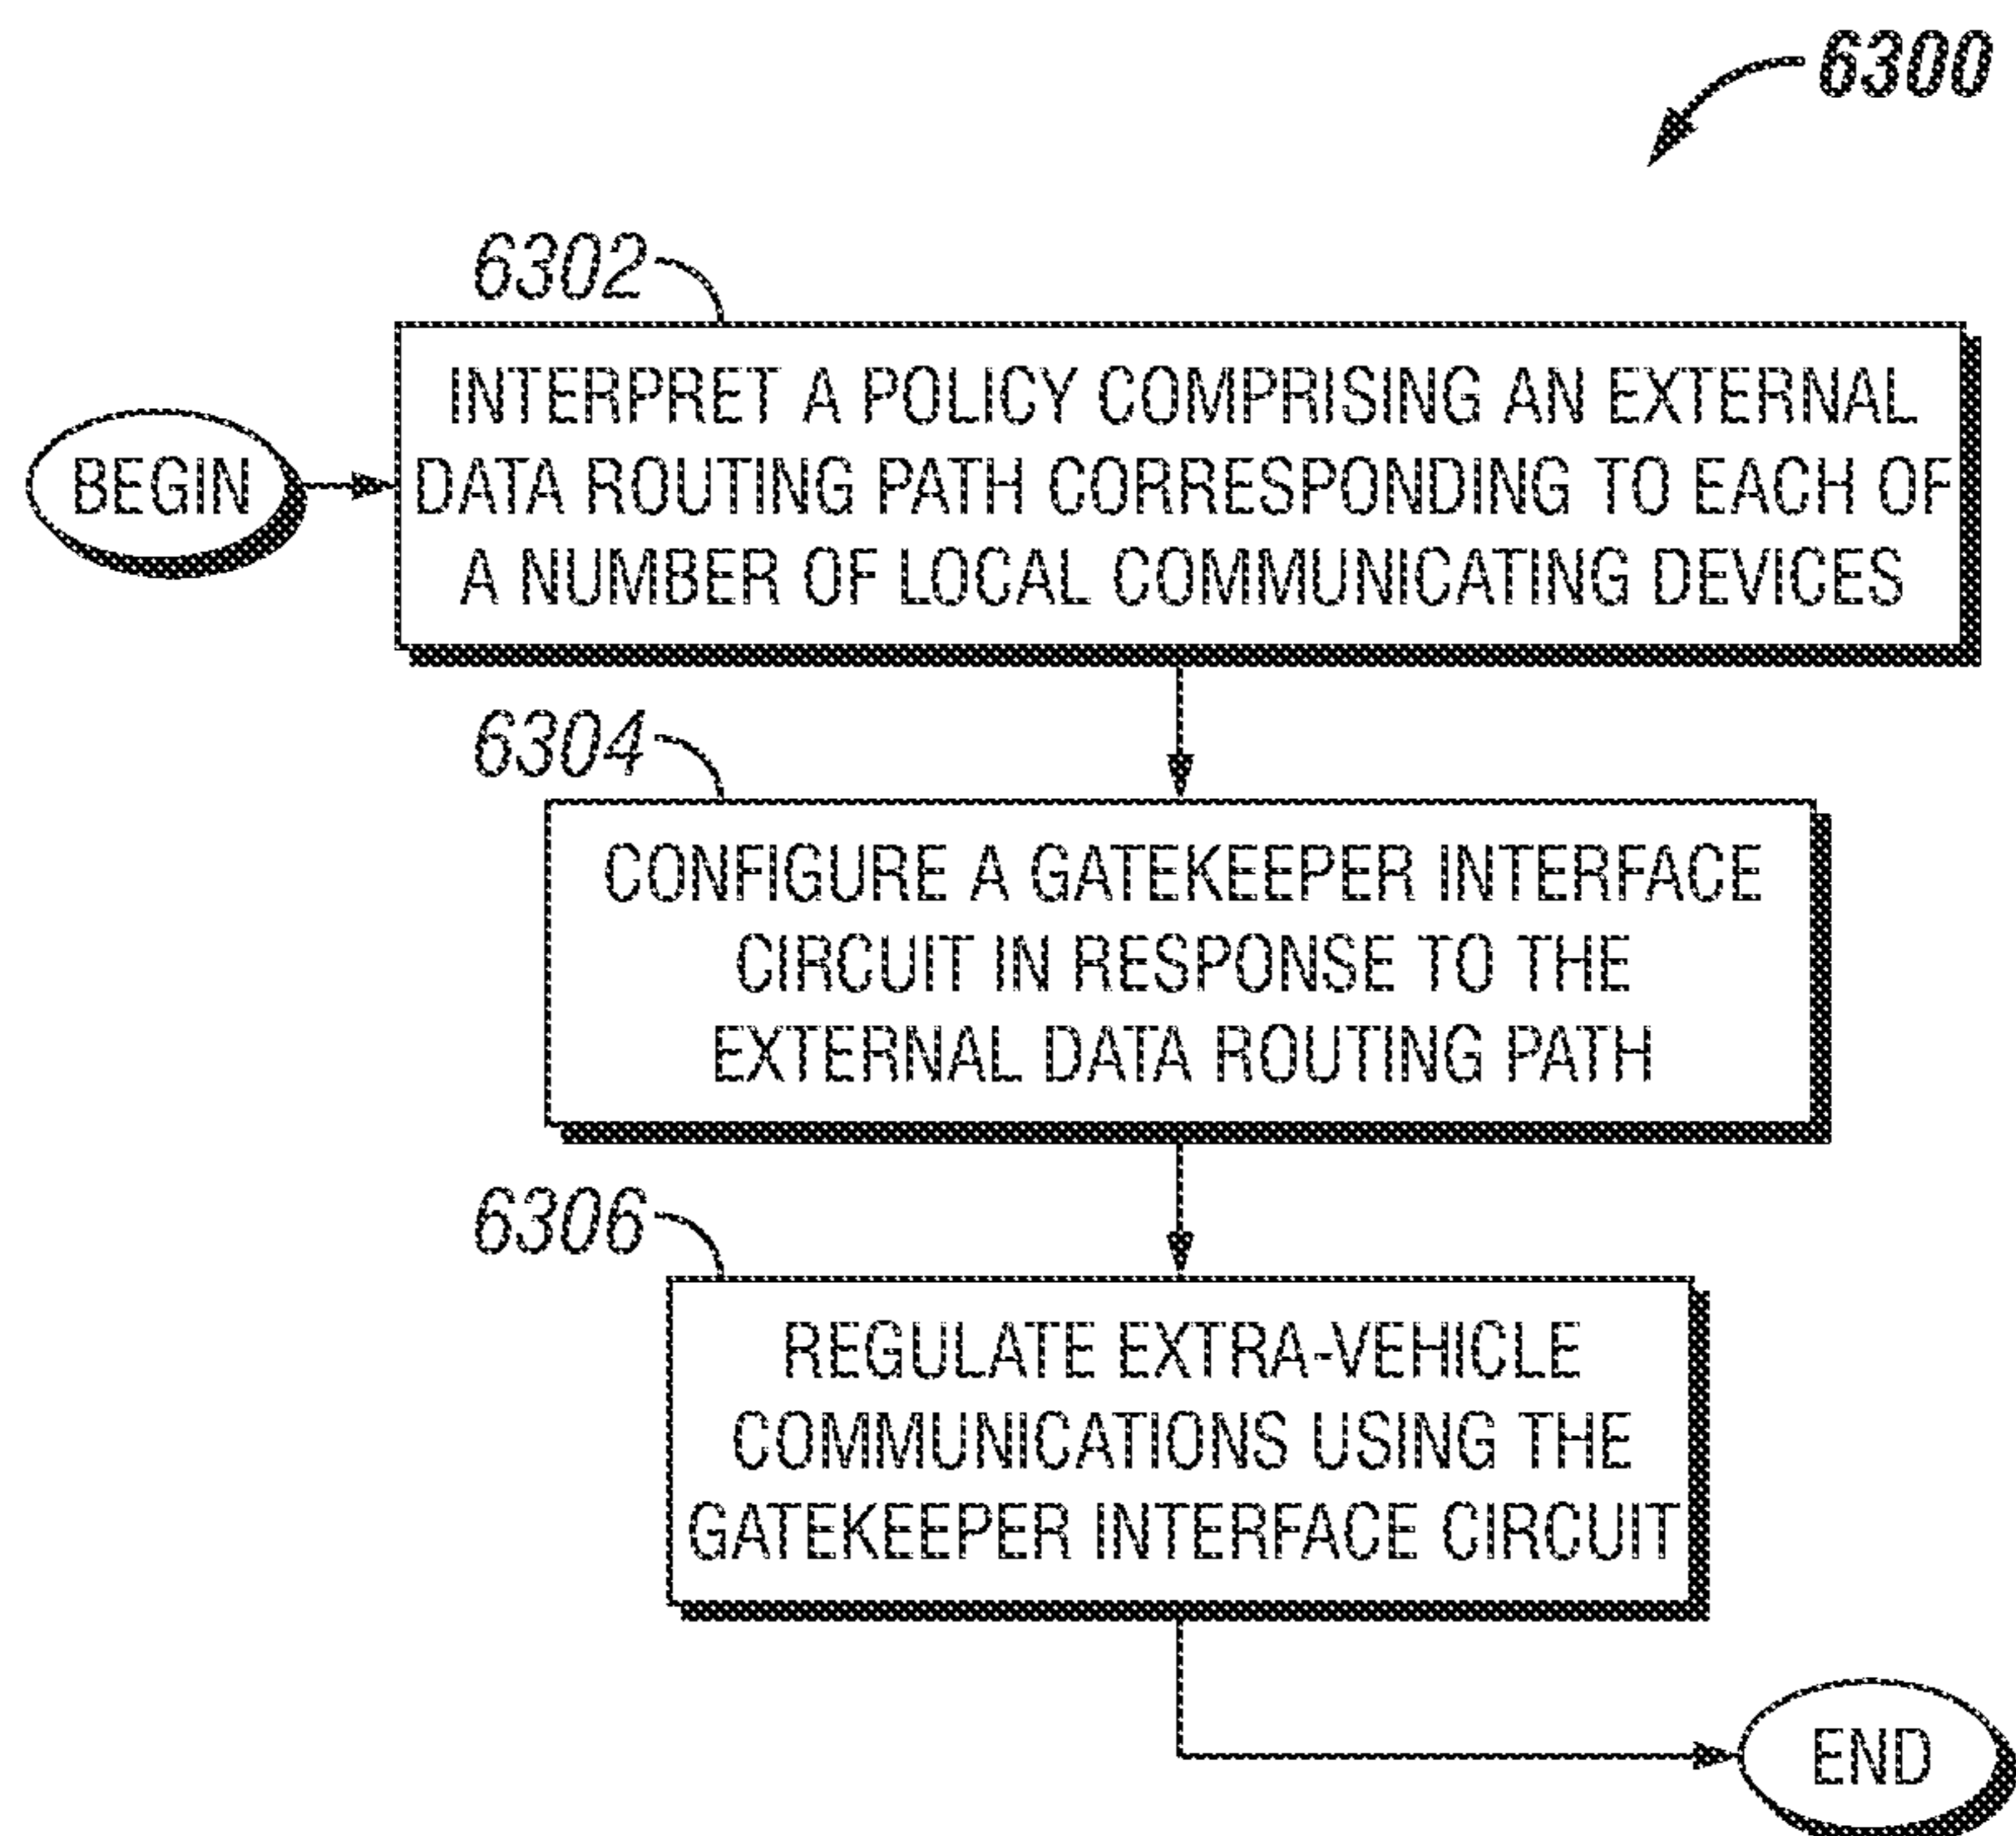 6300
6302
INTERPRET A POLICY COMPRISING AN EXTERNAL
DATA ROUTING PATH CORRESPONDING TO EACH OF
A NUMBER OF LOCAL COMMUNICATING DEVICES
BEGIN
6304
CONFIGURE A GATEKEEPER INTERFACE
CIRCUIT IN RESPONSE TO THE
EXTERNAL DATA ROUTING PATH
6306
REGULATE EXTRA-VEHICLE
COMMUNICATIONS USING THE
GATEKEEPER INTERFACE CIRCUIT
END